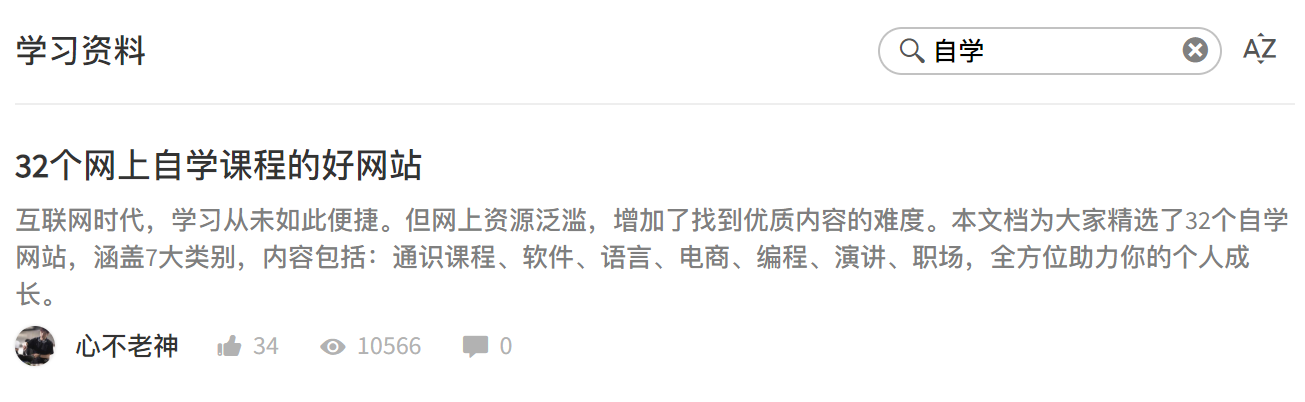 学习资料
自学
AZ
32个网上自学课程的好网站
互联网时代，学习从未如此便捷。但网上资源泛滥，增加了找到优质内容的难度。本文档为大家精选了32个自学
网站，涵盖7大类别，内容包括：通识课程、软件、语言、电商、编程、演讲、职场，全方位助力你的个人成
长。
心不老神 34 10566 0